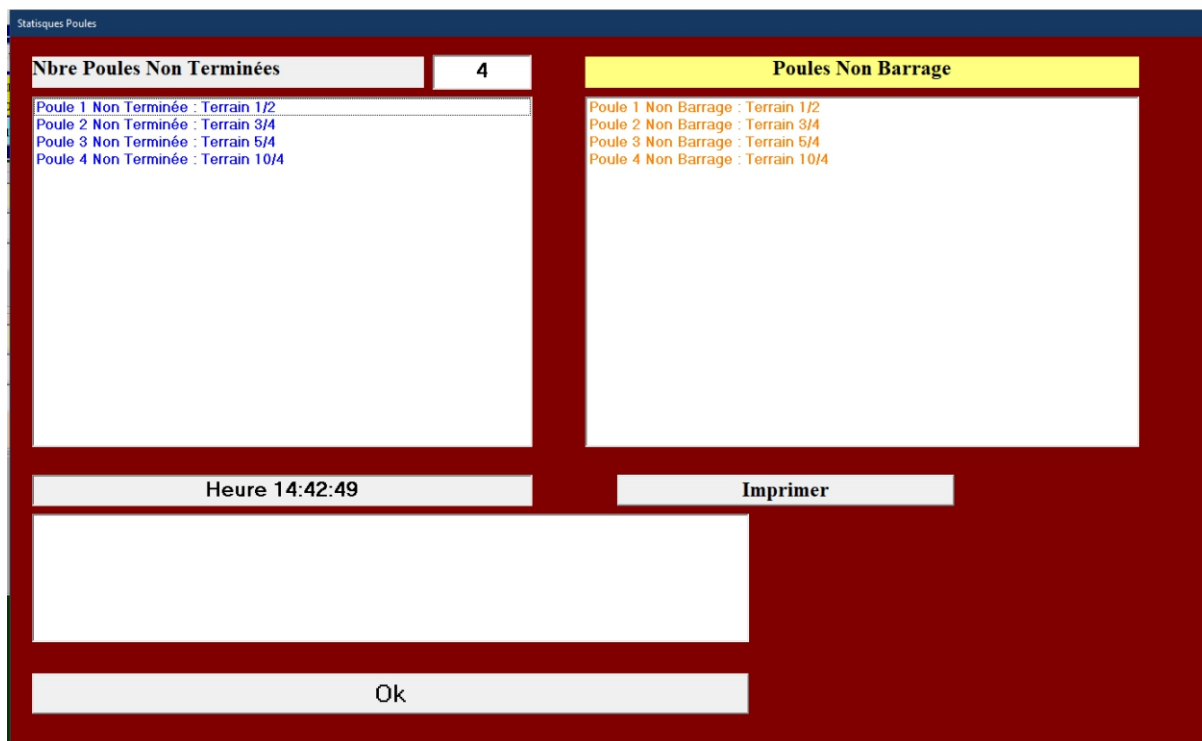 Statisques Poules
Nbre Poules Non Terminées
4
Poules Non Barrage
Poule 1 Non Terminée : Terrain 1/2
Poule 2 Non Terminée : Terrain 3/4
Poule 3 Non Terminée : Terrain 5/4
Poule 4 Non Terminée : Terrain 10/4
Poule 1 Non Barrage : Terrain 1/2
Poule 2 Non Barrage : Terrain 3/4
Poule 3 Non Barrage : Terrain 5/4
Poule 4 Non Barrage : Terrain 10/4
Heure 14:42:49
Imprimer
Ok